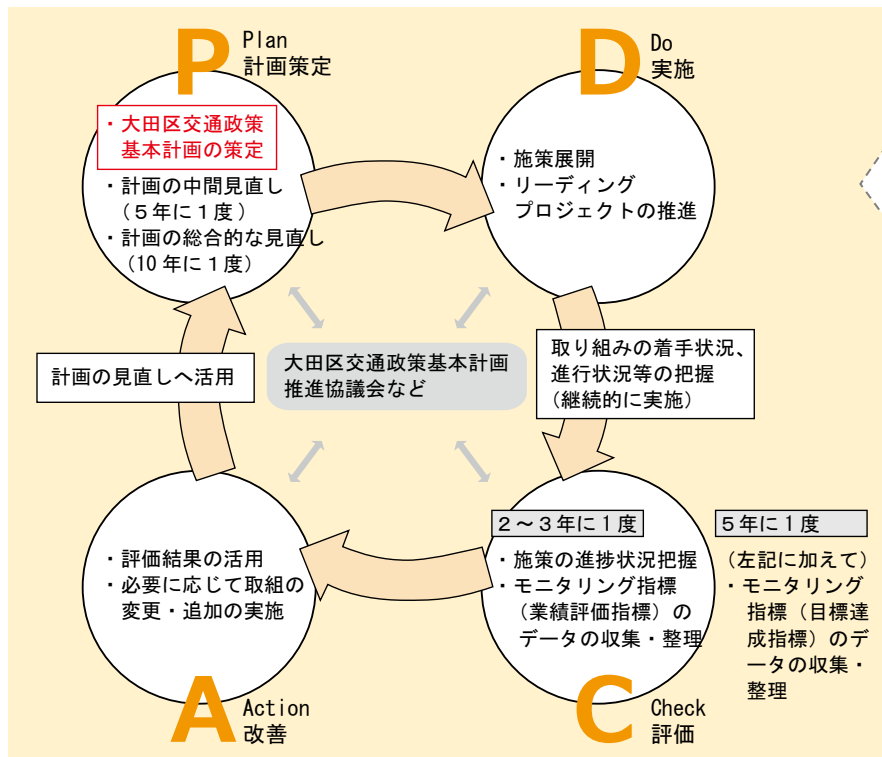 P
Plan
計画策定
・大田区交通政策
基本計画の策定
・計画の中間見直し
(５年に１度)
・計画の総合的な見直し
(10年に１度)
D
Do
実施
・施策展開
・リーディング
プロジェクトの推進
計画の見直しへ活用
大田区交通政策基本計画
推進協議会など
取り組みの着手状況、
進行状況等の把握
(継続的に実施)
・評価結果の活用
・必要に応じて取組の
変更・追加の実施
A
Action
改善
２～３年に１度
・施策の進捗状況把握
・モニタリング指標
(業績評価指標)の
データの収集・整理
５年に１度
(左記に加えて)
・モニタリング
指標(目標達
成指標)のデ
ータの収集・
整理
C
Check
評価